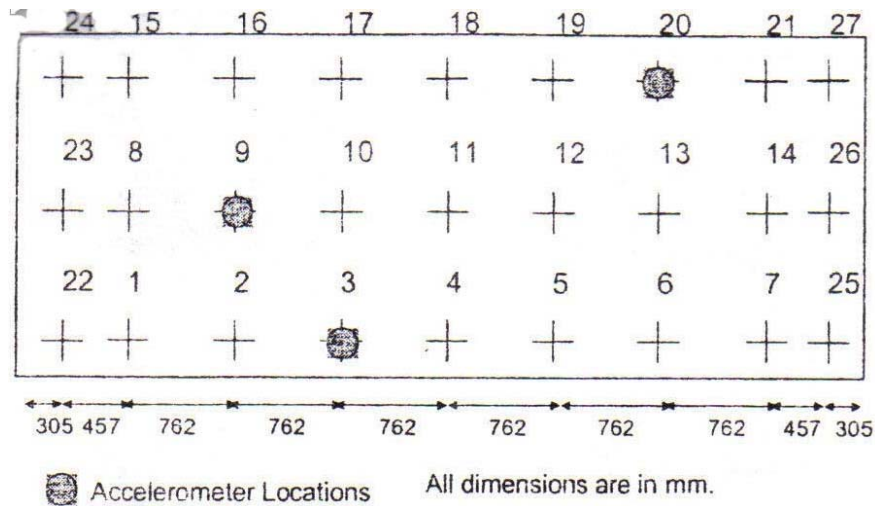 24 15 16 17 18 19 20 21 27
23 8 9 10 11 12 13 14 26
22 1 2 3 4 5 6 7 25
305 457 762 762 762 762 762 762 457 305
Accelerometer Locations All dimensions are in mm.